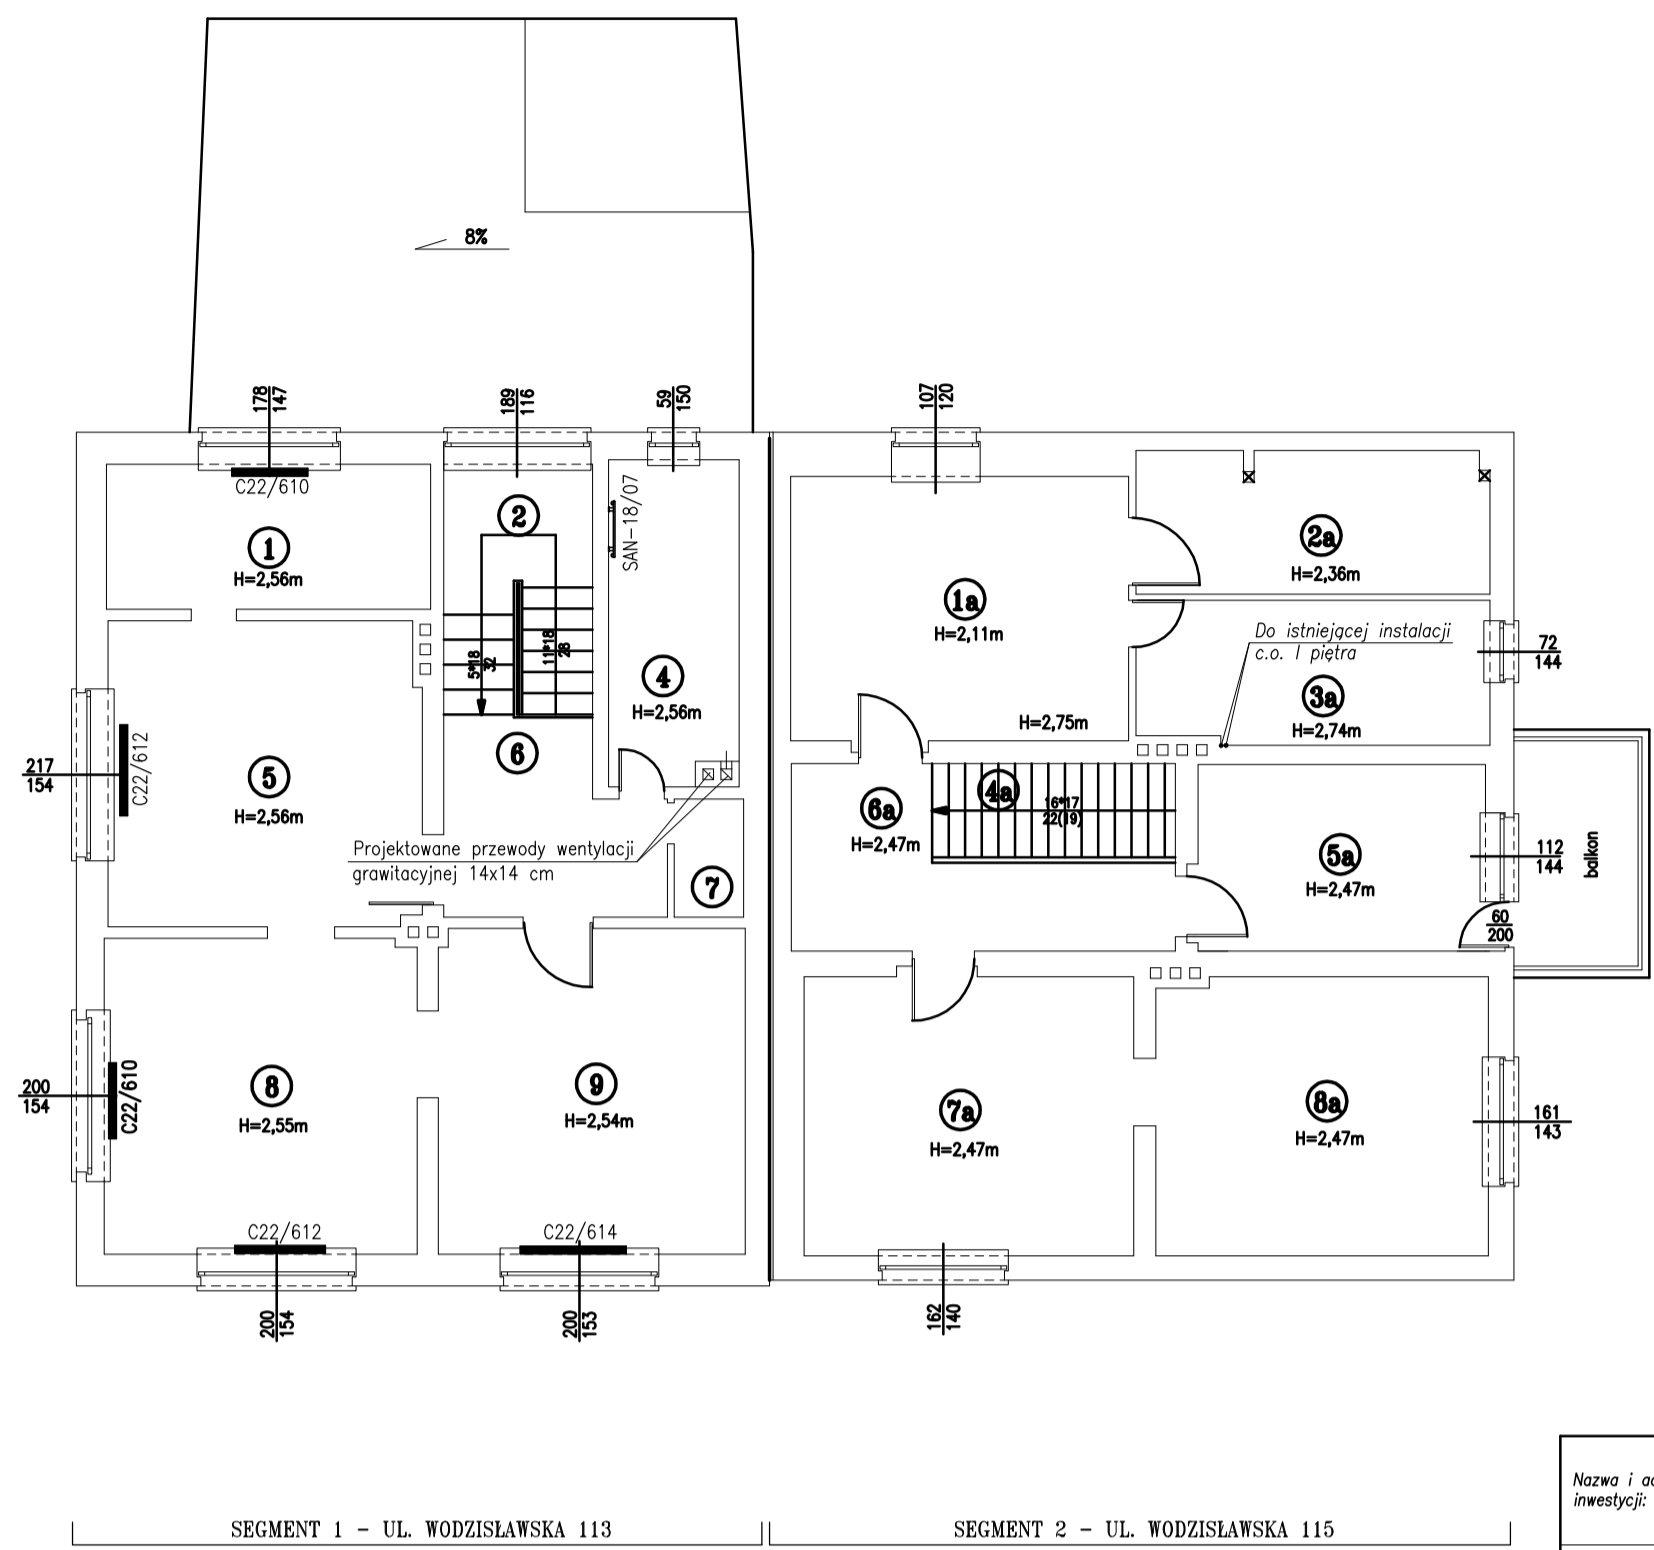 8%
178
147
189
116
59
150
107
120
C22/610
SAN-18/07
1
H=2,56m
2
2a
H=2,36m
1a
H=2,11m
Do istniejącej instalacji
c.o. I piętra
72
144
5*18
32
11*18
28
4
H=2,56m
3a
H=2,74m
H=2,75m
217
154
C22/612
5
H=2,56m
6
4a
16*17
22(19)
6a
H=2,47m
Projektowane przewody wentylacji
grawitacyjnej 14x14 cm
7
5a
H=2,47m
112
144
balkon
60
200
200
154
C22/610
8
H=2,55m
9
H=2,54m
7a
H=2,47m
8a
H=2,47m
161
143
C22/612
C22/614
200
154
200
153
162
140
Nazwa i
inwestycji:
SEGMENT 1 - UL. WODZISŁAWSKA 113
SEGMENT 2 - UL. WODZISŁAWSKA 115